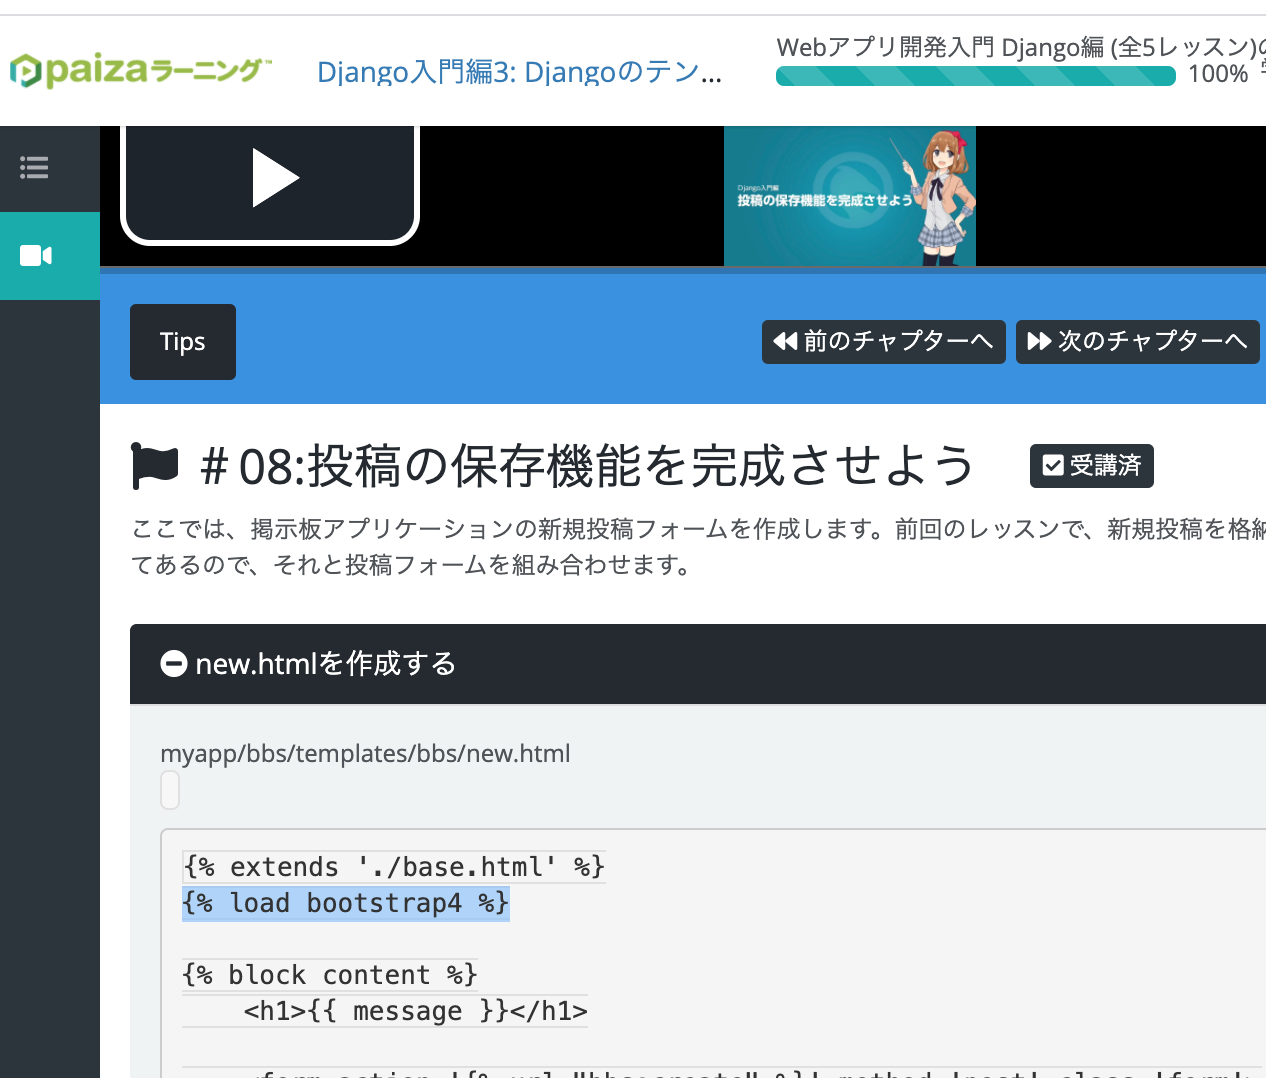 paizaラーニング™
Django入門編3: Djangoのテン...
Webアプリ開発入門 Django編 (全5レッスン)の
100%
Django入門編
投稿の保存機能を完成させよう
Tips
前のチャプターへ
次のチャプターへ
#08:投稿の保存機能を完成させよう
受講済
ここでは、掲示板アプリケーションの新規投稿フォームを作成します。前回のレッスンで、新規投稿を格納
てあるので、それと投稿フォームを組み合わせます。
new.htmlを作成する
myapp/bbs/templates/bbs/new.html
{% extends './base.html' %}
{% load bootstrap4 %}
{% block content %}
<h1>{{ message }}</h1>